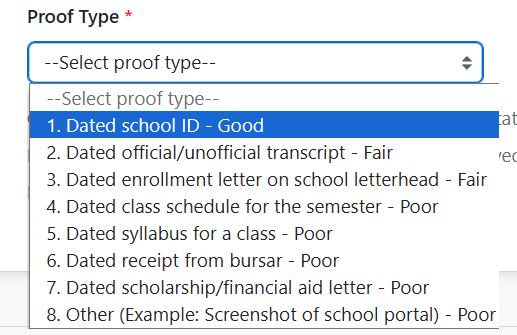 Proof Type *
--Select proof type--
--Select proof type--
1. Dated school ID - Good
2. Dated official/unofficial transcript - Fair
3. Dated enrollment letter on school letterhead - Fair
4. Dated class schedule for the semester - Poor
5. Dated syllabus for a class - Poor
6. Dated receipt from bursar - Poor
7. Dated scholarship/financial aid letter - Poor
8. Other (Example: Screenshot of school portal) - Poor